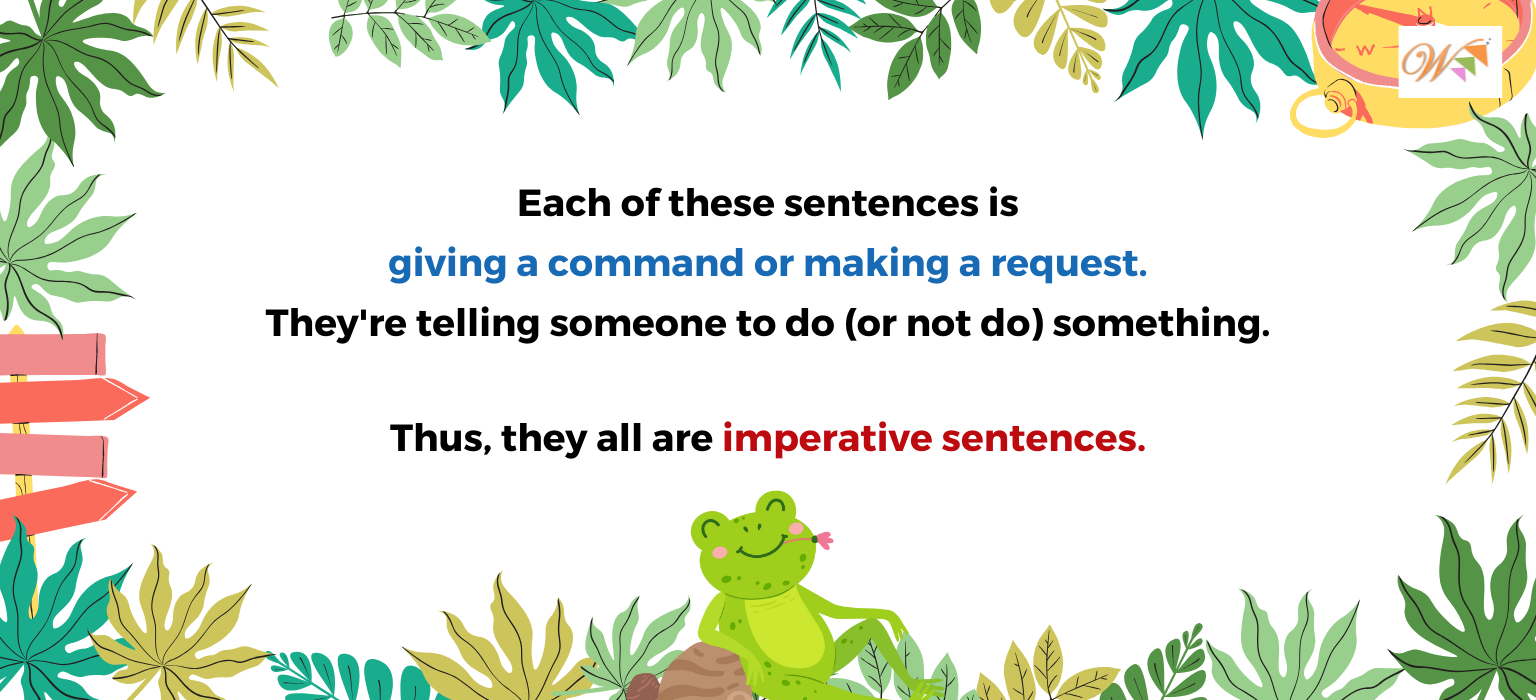 N
W
W
Each of these sentences is
giving a command or making a request.
They're telling someone to do (or not do) something.
Thus, they all are imperative sentences.